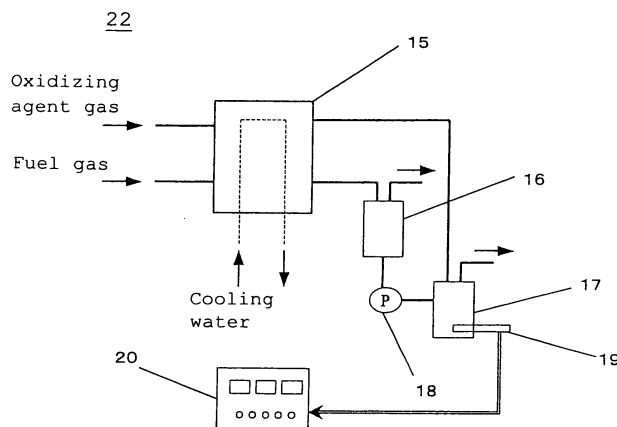 22
15
Oxidizing
agent gas
Fuel gas
16
Cooling
water
P
17
18
19
20